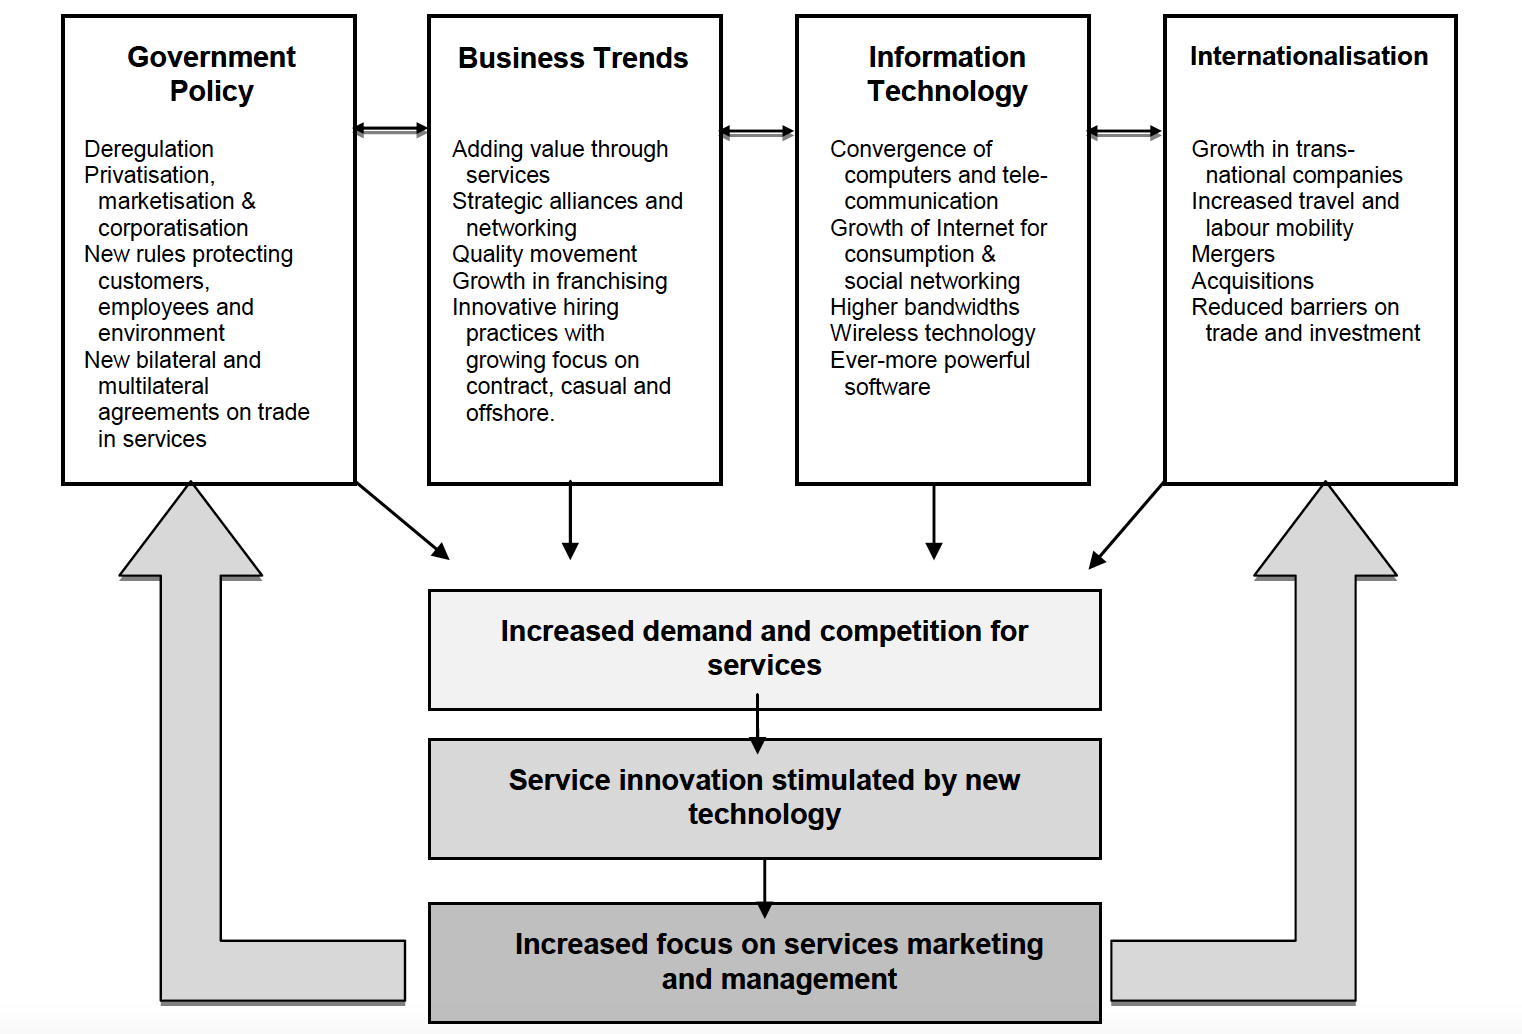 Government
Policy
Deregulation
Privatisation,
marketisation &
corporatisation
New rules protecting
customers,
employees and
environment
New bilateral and
multilateral
agreements on trade
in services
Business Trends
Adding value through
services
Strategic alliances and
networking
Quality movement
Growth in franchising
Innovative hiring
practices with
growing focus on
contract, casual and
offshore.
Information
Technology
Convergence of
computers and tele-
communication
Growth of Internet for
consumption &
social networking
Higher bandwidths
Wireless technology
Ever-more powerful
software
Internationalisation
Growth in trans-
national companies
Increased travel and
labour mobility
Mergers
Acquisitions
Reduced barriers on
trade and investment
Increased demand and competition for
services
Service innovation stimulated by new
technology
Increased focus on services marketing
and management